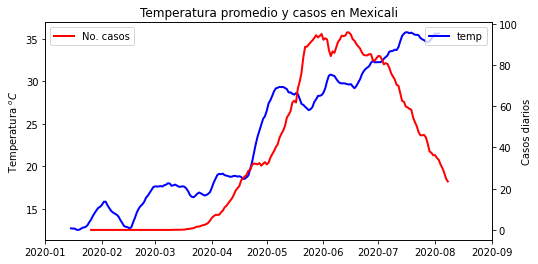 Temperatura promedio y casos en Mexicali
No. casos
temp
Temperatura °C
35
30
25
20
15
100
80
60
40
20
0
Casos diarios
2020-01 2020-02 2020-03 2020-04 2020-05 2020-06 2020-07 2020-08 2020-09